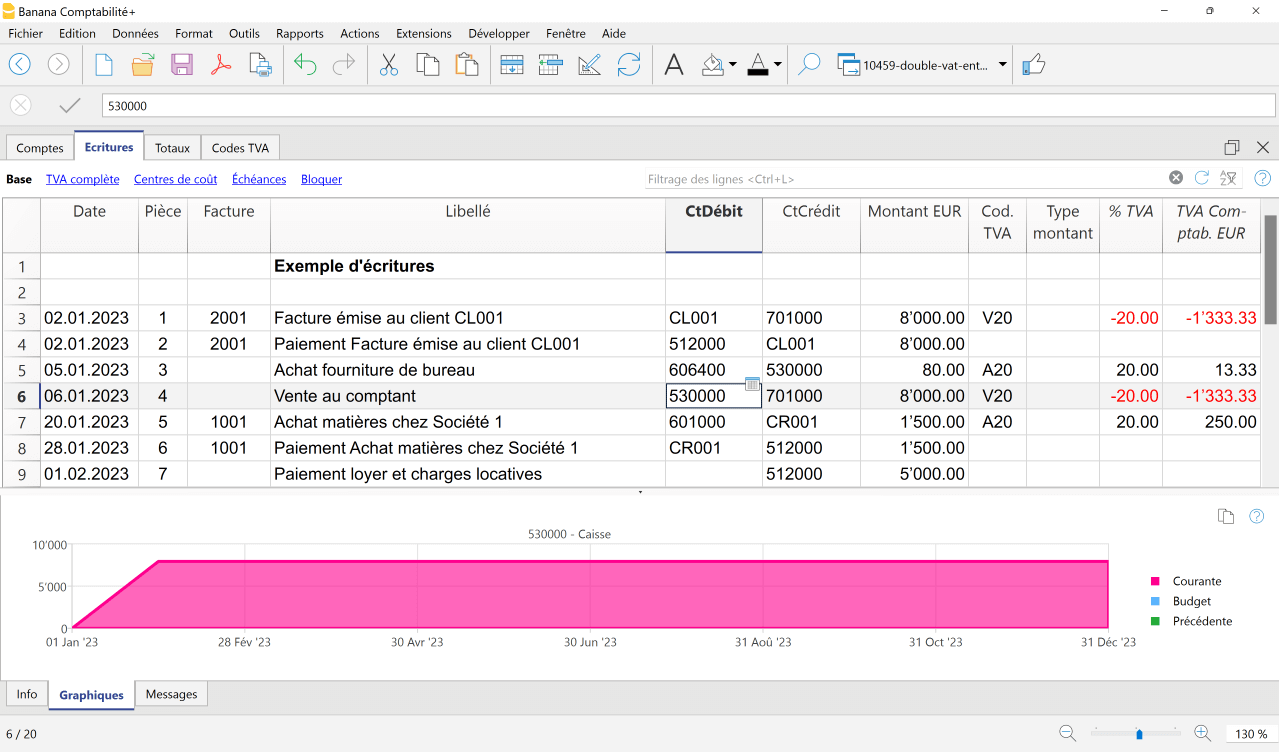 Banana Comptabilité+
Fichier Edition Données Format Outils Rapports Actions Extensions Développer Fenêtre Aide
10459-double-vat-ent...
530000
Comptes Ecritures Totaux Codes TVA
Base TVA complète Centres de coût Échéances Bloquer Filtrage des lignes <Ctrl+L>
Date Pièce Facture Libellé CtDébit CtCrédit Montant EUR Cod. TVA Type montant % TVA TVA Com-ptab. EUR
1 Exemple d'écritures
2
3 02.01.2023 1 2001 Facture émise au client CL001 CL001 701000 8’000.00 V20 -20.00 -1’333.33
4 02.01.2023 2 2001 Paiement Facture émise au client CL001 512000 CL001 8’000.00
5 05.01.2023 3 Achat fourniture de bureau 606400 530000 80.00 A20 20.00 13.33
6 06.01.2023 4 Vente au comptant 530000 701000 8’000.00 V20 -20.00 -1’333.33
7 20.01.2023 5 1001 Achat matières chez Société 1 601000 CR001 1’500.00 A20 20.00 250.00
8 28.01.2023 6 1001 Paiement Achat matières chez Société 1 CR001 512000 1’500.00
9 01.02.2023 7 Paiement loyer et charges locatives 512000 5’000.00
530000 - Caisse
10’000
5’000
0
01 Jan '23 28 Fév '23 30 Avr '23 30 Jun '23 31 Aoû '23 31 Oct '23 31 Déc '23
Courante
Budget
Précédente
Info Graphiques Messages
6 / 20 130 %